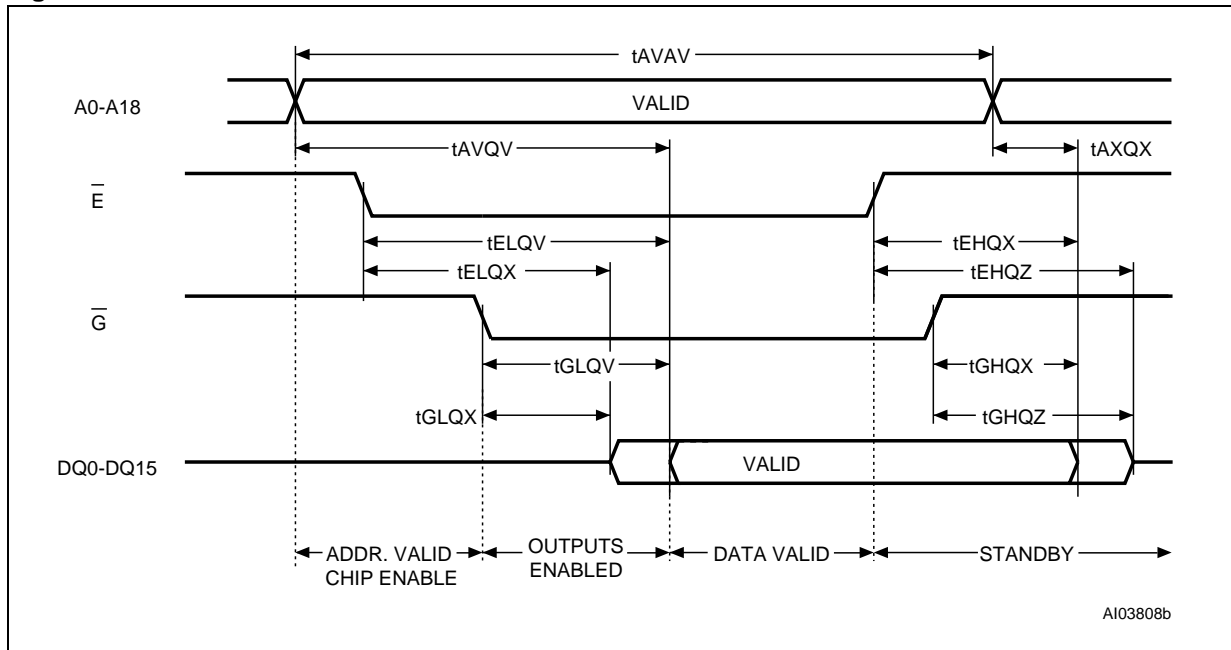 tAVAV
A0-A18
VALID
tAVQV
tAXQX
E
tELQV
tEHQX
tELQX
tEHQZ
G
tGLQV
tGHQX
tGLQX
tGHQZ
DQ0-DQ15
VALID
ADDR. VALID
CHIP ENABLE
OUTPUTS
ENABLED
DATA VALID
STANDBY
AI03808b